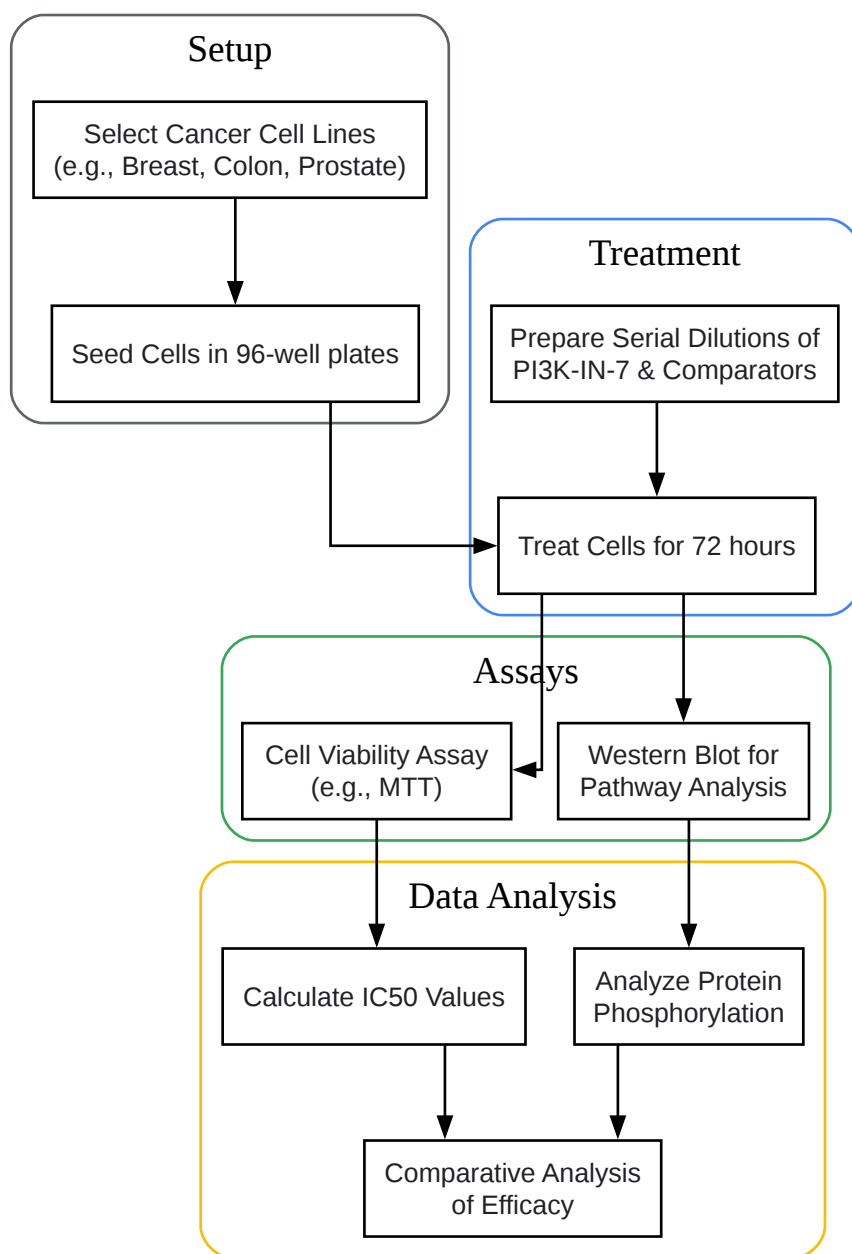 Setup
Select Cancer Cell Lines
(e.g., Breast, Colon, Prostate)
Seed Cells in 96-well plates
Treatment
Prepare Serial Dilutions of
PI3K-IN-7 & Comparators
Treat Cells for 72 hours
Assays
Cell Viability Assay
(e.g., MTT)
Western Blot for
Pathway Analysis
Data Analysis
Calculate IC50 Values
Analyze Protein
Phosphorylation
Comparative Analysis
of Efficacy